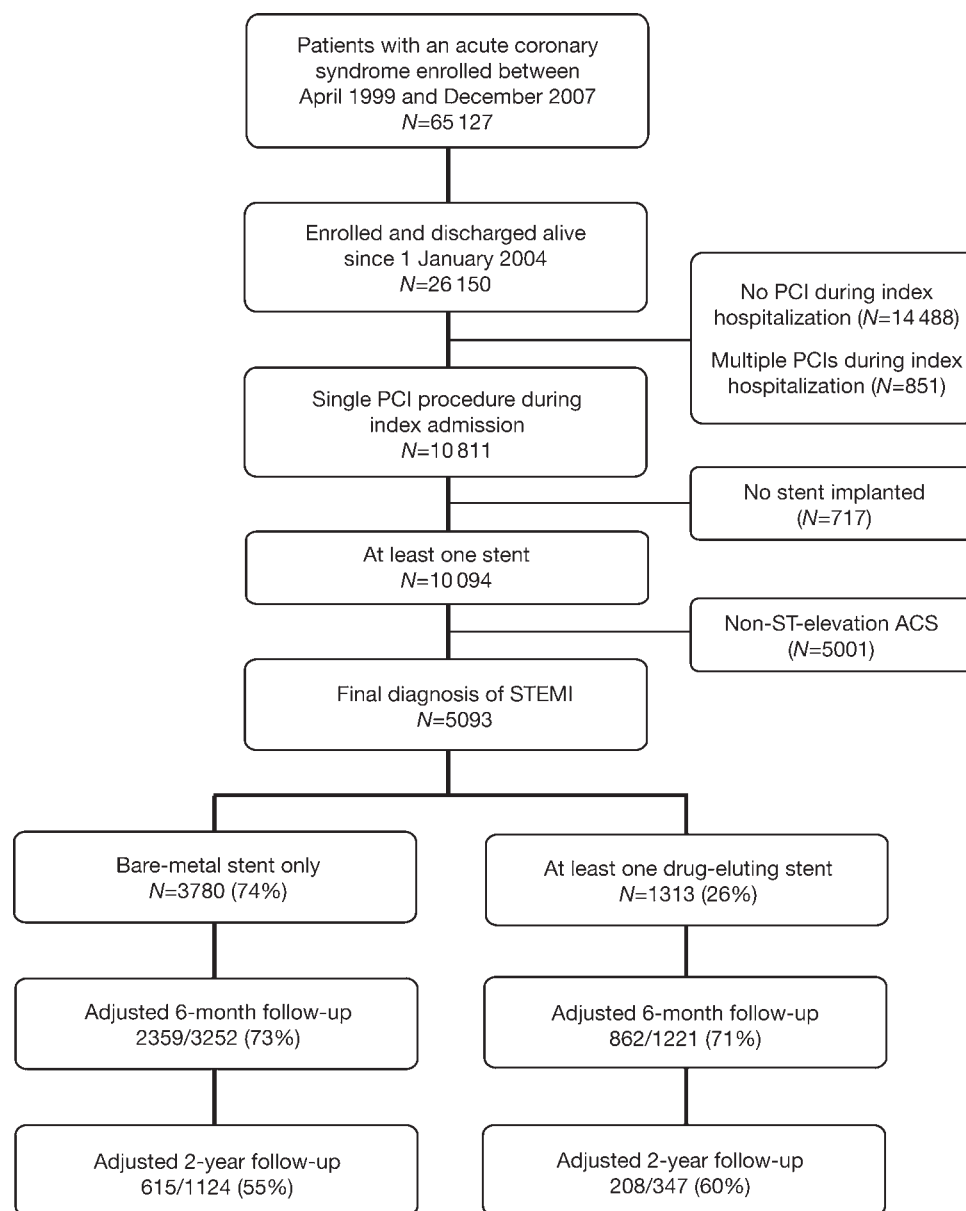 Patients with an acute coronary
syndrome enrolled between
April 1999 and December 2007
N=65 127
Enrolled and discharged alive
since 1 January 2004
N=26 150
No PCI during index
hospitalization (N=14 488)
Multiple PCIs during index
hospitalization (N=851)
Single PCI procedure during
index admission
N=10 811
No stent implanted
(N=717)
At least one stent
N=10 094
Non-ST-elevation ACS
(N=5001)
Final diagnosis of STEMI
N=5093
Bare-metal stent only
N=3780 (74%)
At least one drug-eluting stent
N=1313 (26%)
Adjusted 6-month follow-up
2359/3252 (73%)
Adjusted 6-month follow-up
862/1221 (71%)
Adjusted 2-year follow-up
615/1124 (55%)
Adjusted 2-year follow-up
208/347 (60%)